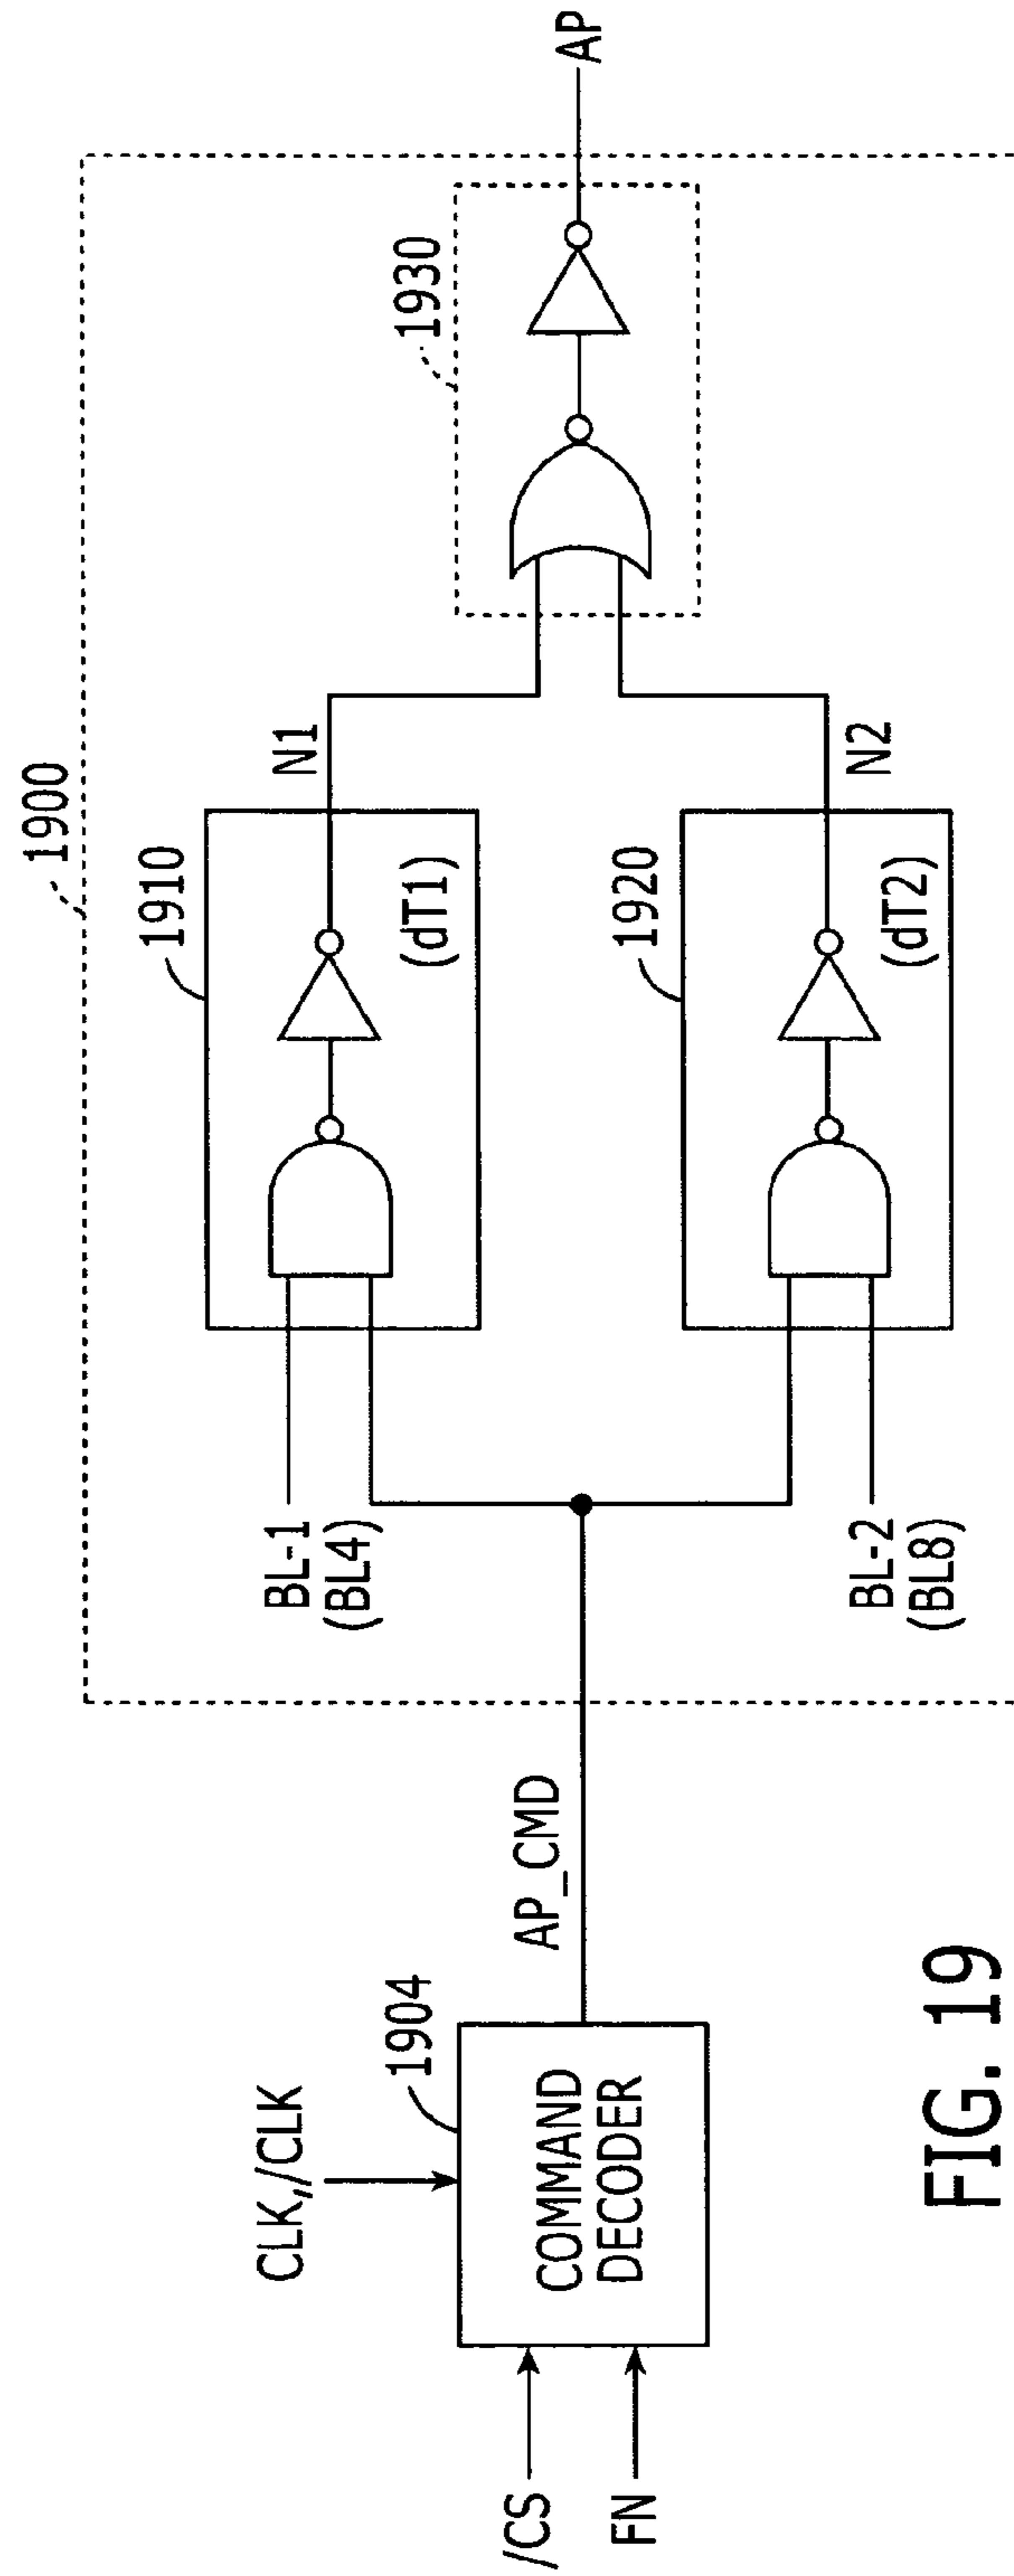 1900
1910
1930
BL-1
(BL4)
(dT1)
N1
AP
CLK,/CLK
1904
/CS
FN
COMMAND
DECODER
AP_CMD
1920
BL-2
(BL8)
(dT2)
N2
FIG. 19